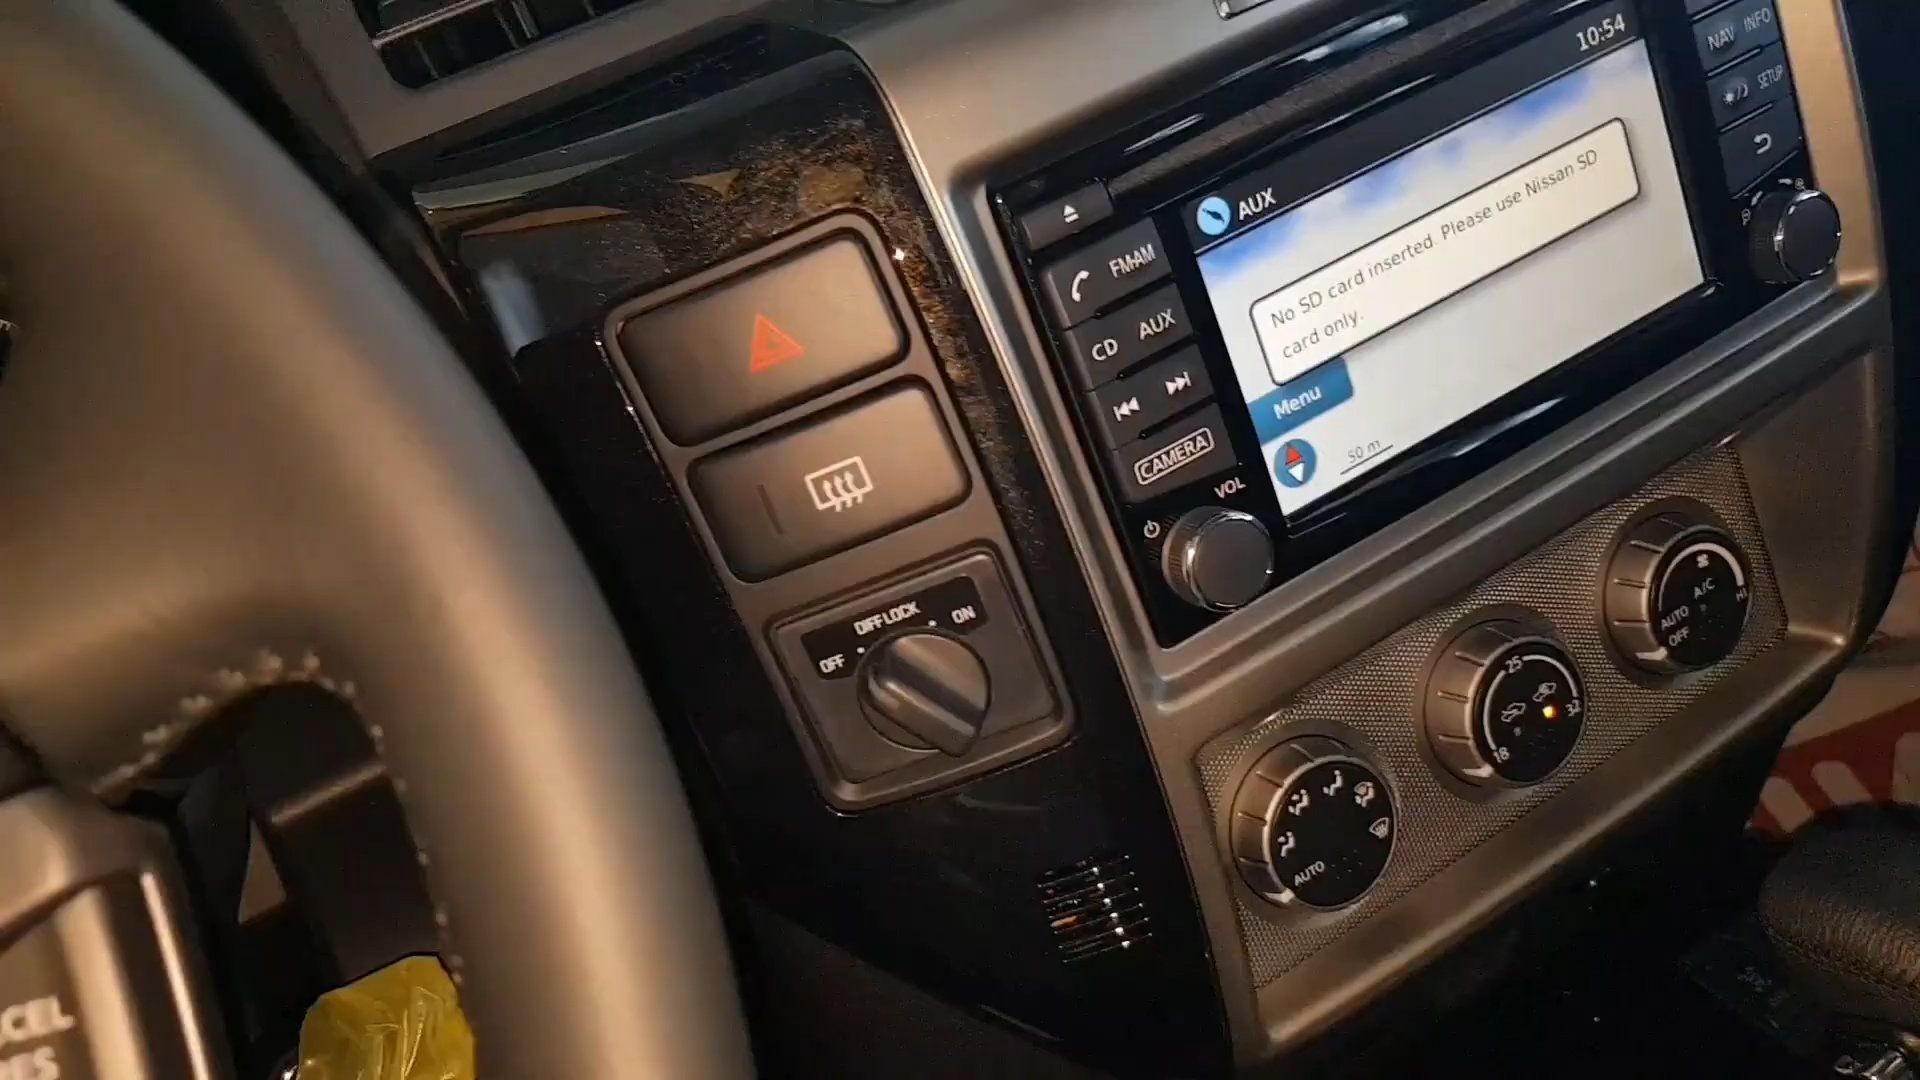 10:54
NAV INFO
SETUP
AUX
No SD card inserted. Please use Nissan SD
card only.
Menu
50 m
FM·AM
CD AUX
CAMERA
VOL
OFF DIFF LOCK ON
25
18
32
A/C
AUTO
OFF
HI
AUTO